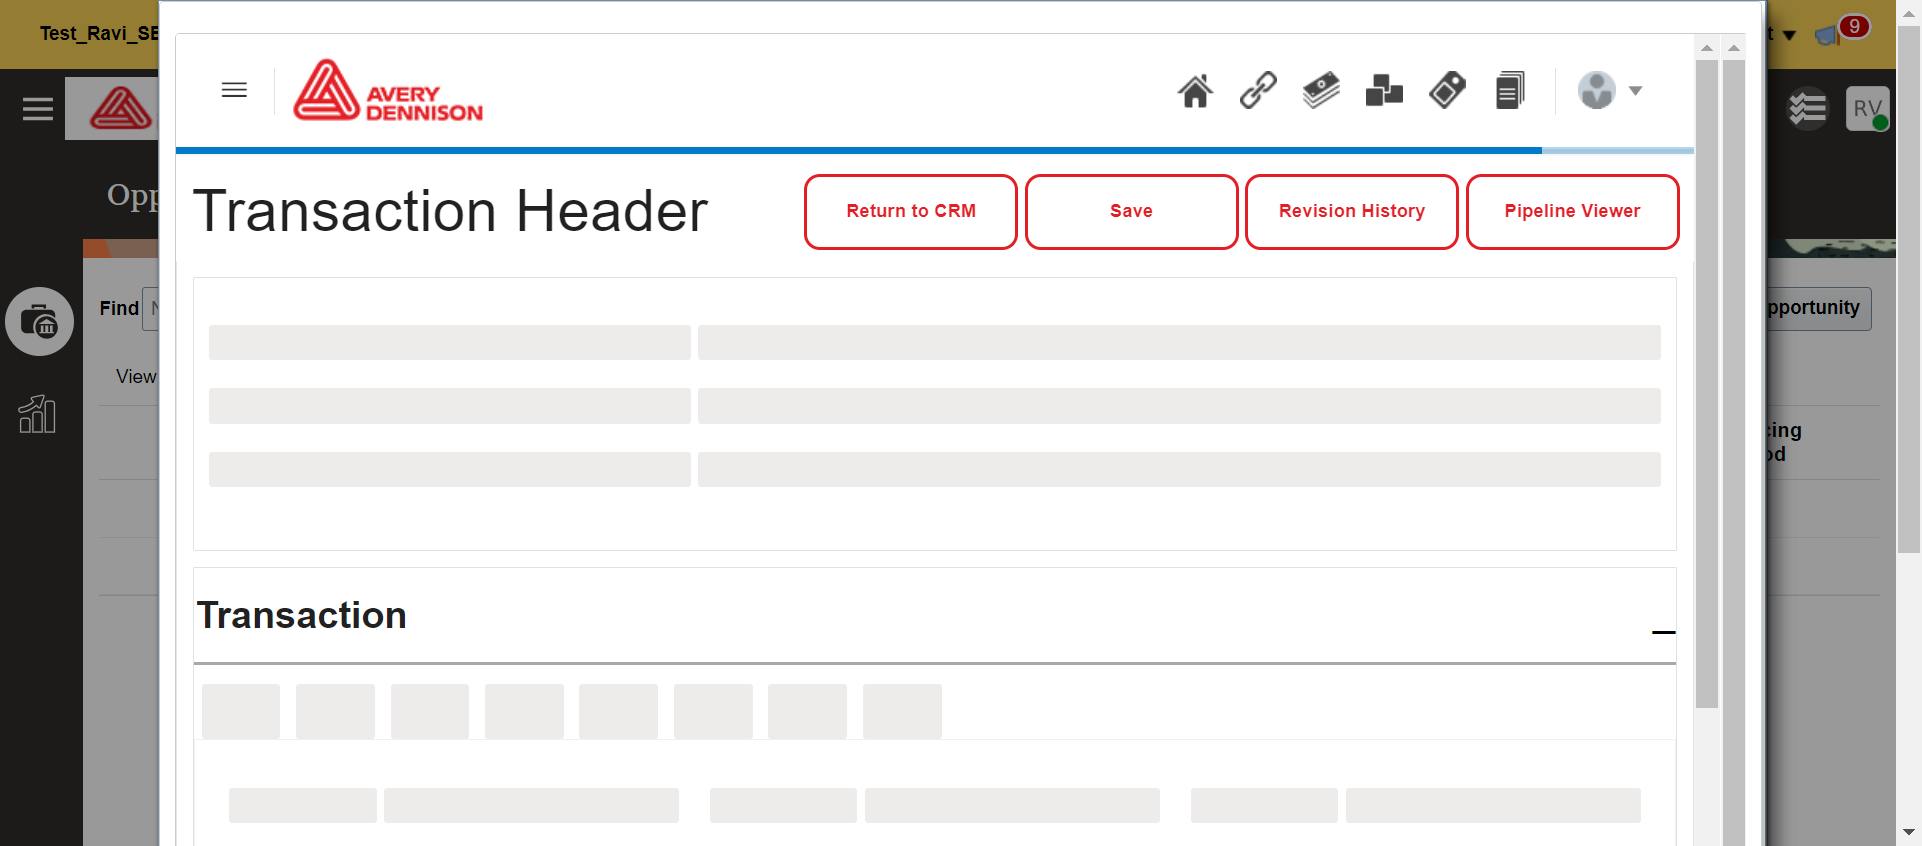 Test_Ravi_SE
t
9
AVERY
DENNISON
RV
Opp
Transaction Header
Return to CRM
Save
Revision History
Pipeline Viewer
Find
N
pportunity
View
cing
od
Transaction